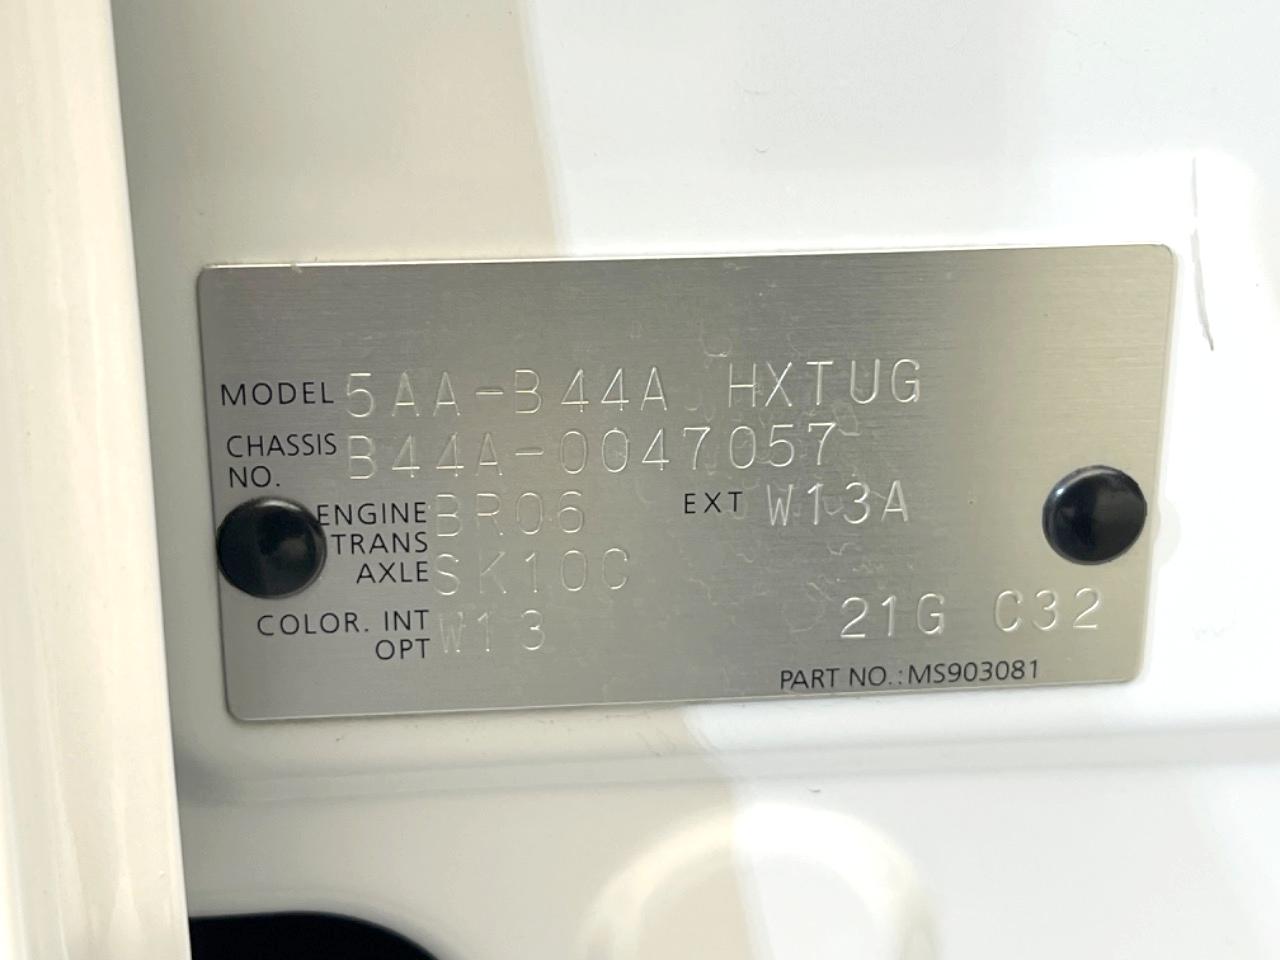 MODEL 5AA-B44A HXTUG
CHASSIS NO. B44A-0047057
ENGINE BR06 EXT W13A
TRANS AXLE SK10C
COLOR. INT OPT W13 21G C32
PART NO.:MS903081